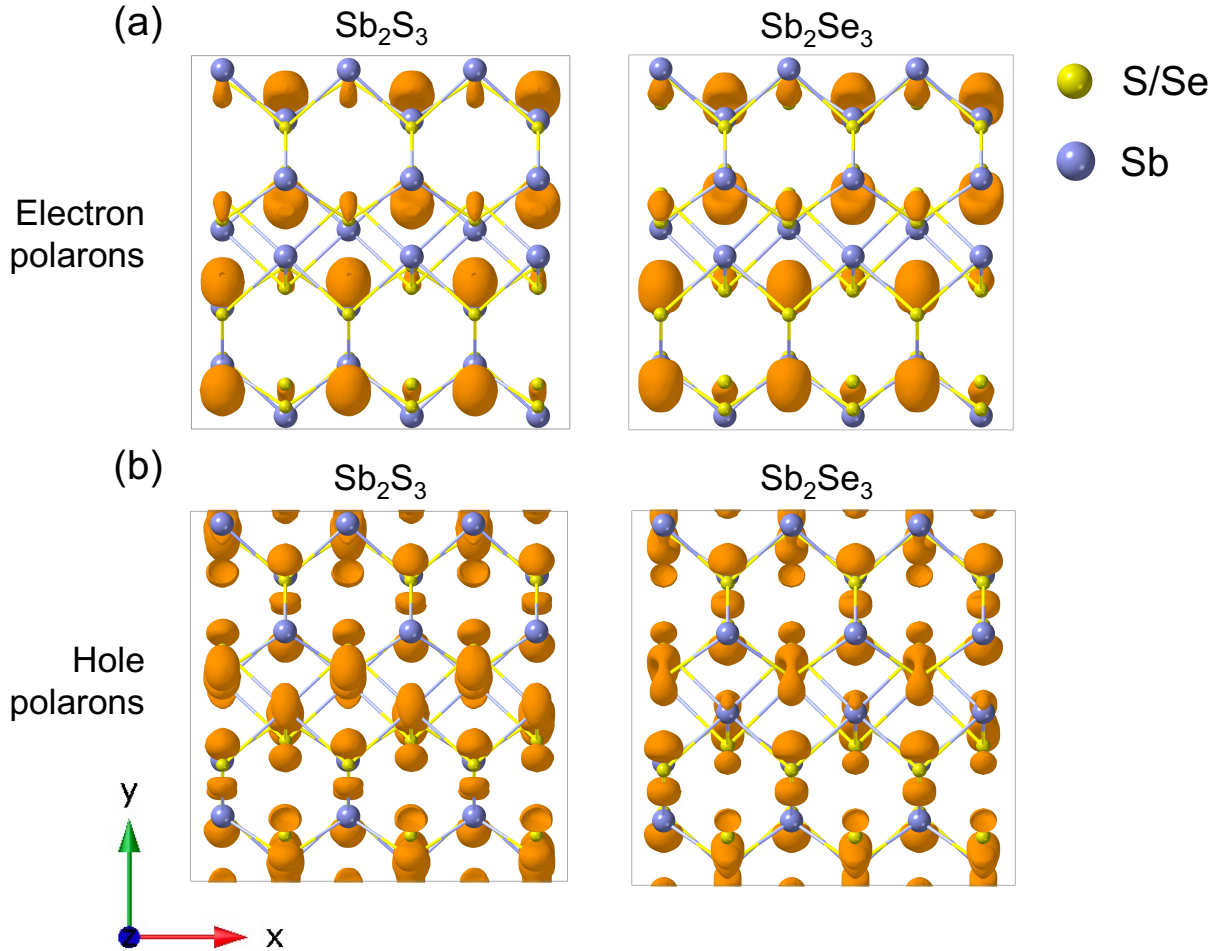 (a)
Sb₂S₃
Sb₂Se₃
S/Se
Sb
Electron
polarons
(b)
Sb₂S₃
Sb₂Se₃
Hole
polarons
y
z
x